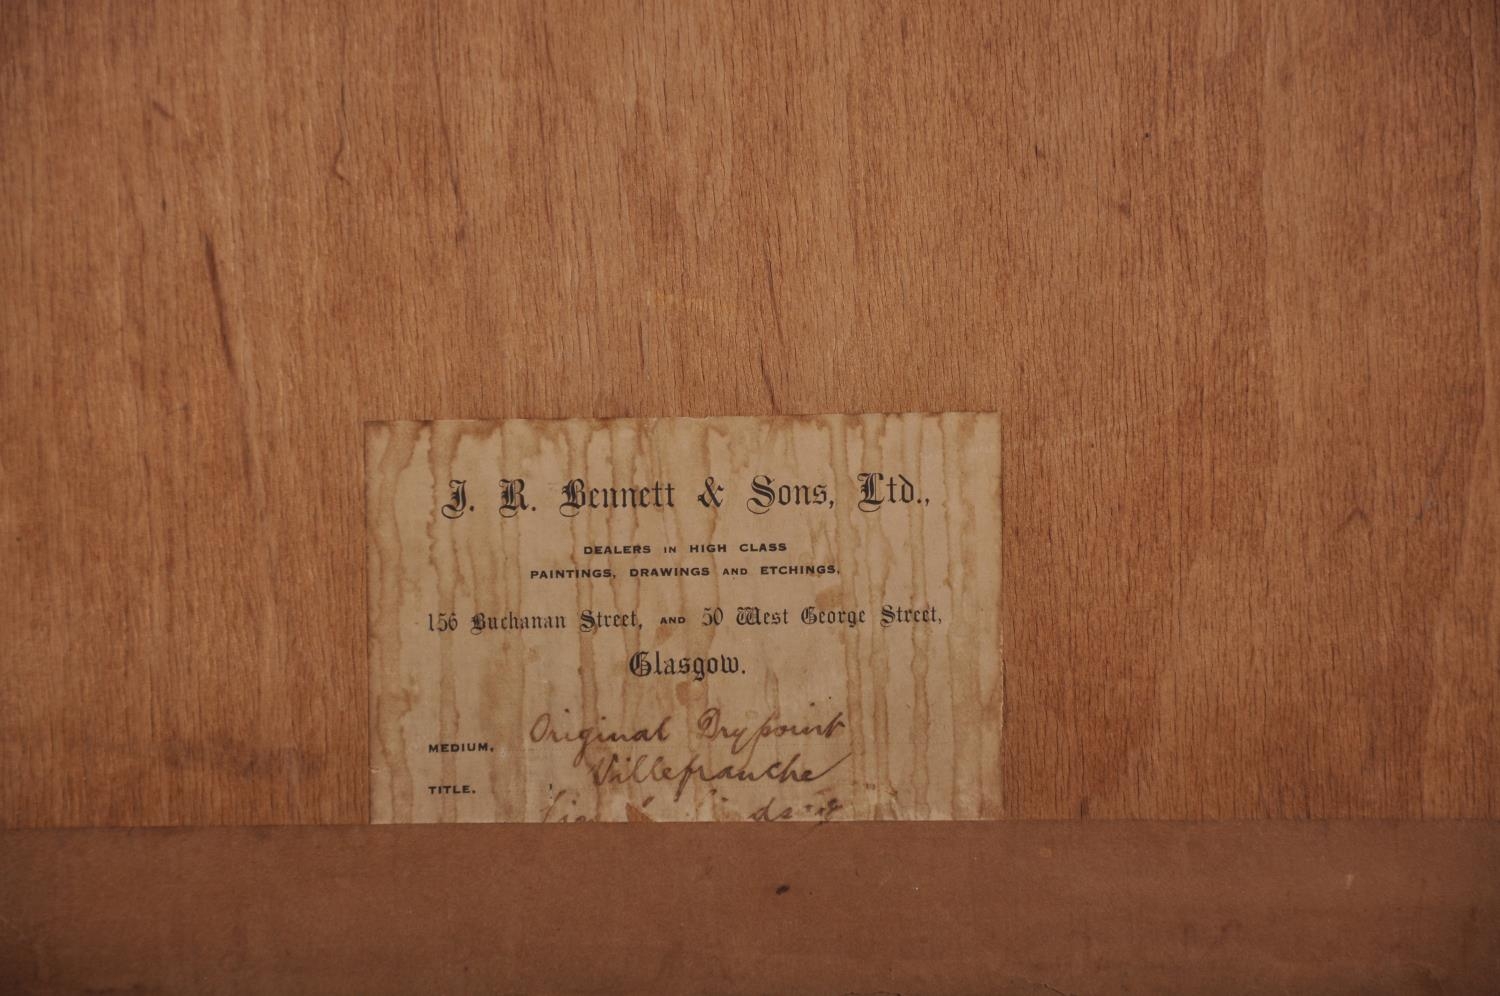 J. R. Bennett & Sons, Ltd.,
DEALERS IN HIGH CLASS
PAINTINGS, DRAWINGS AND ETCHINGS,
156 Buchanan Street, AND 50 West George Street,
Glasgow.
MEDIUM. Original Drypoint
TITLE. Villefranche